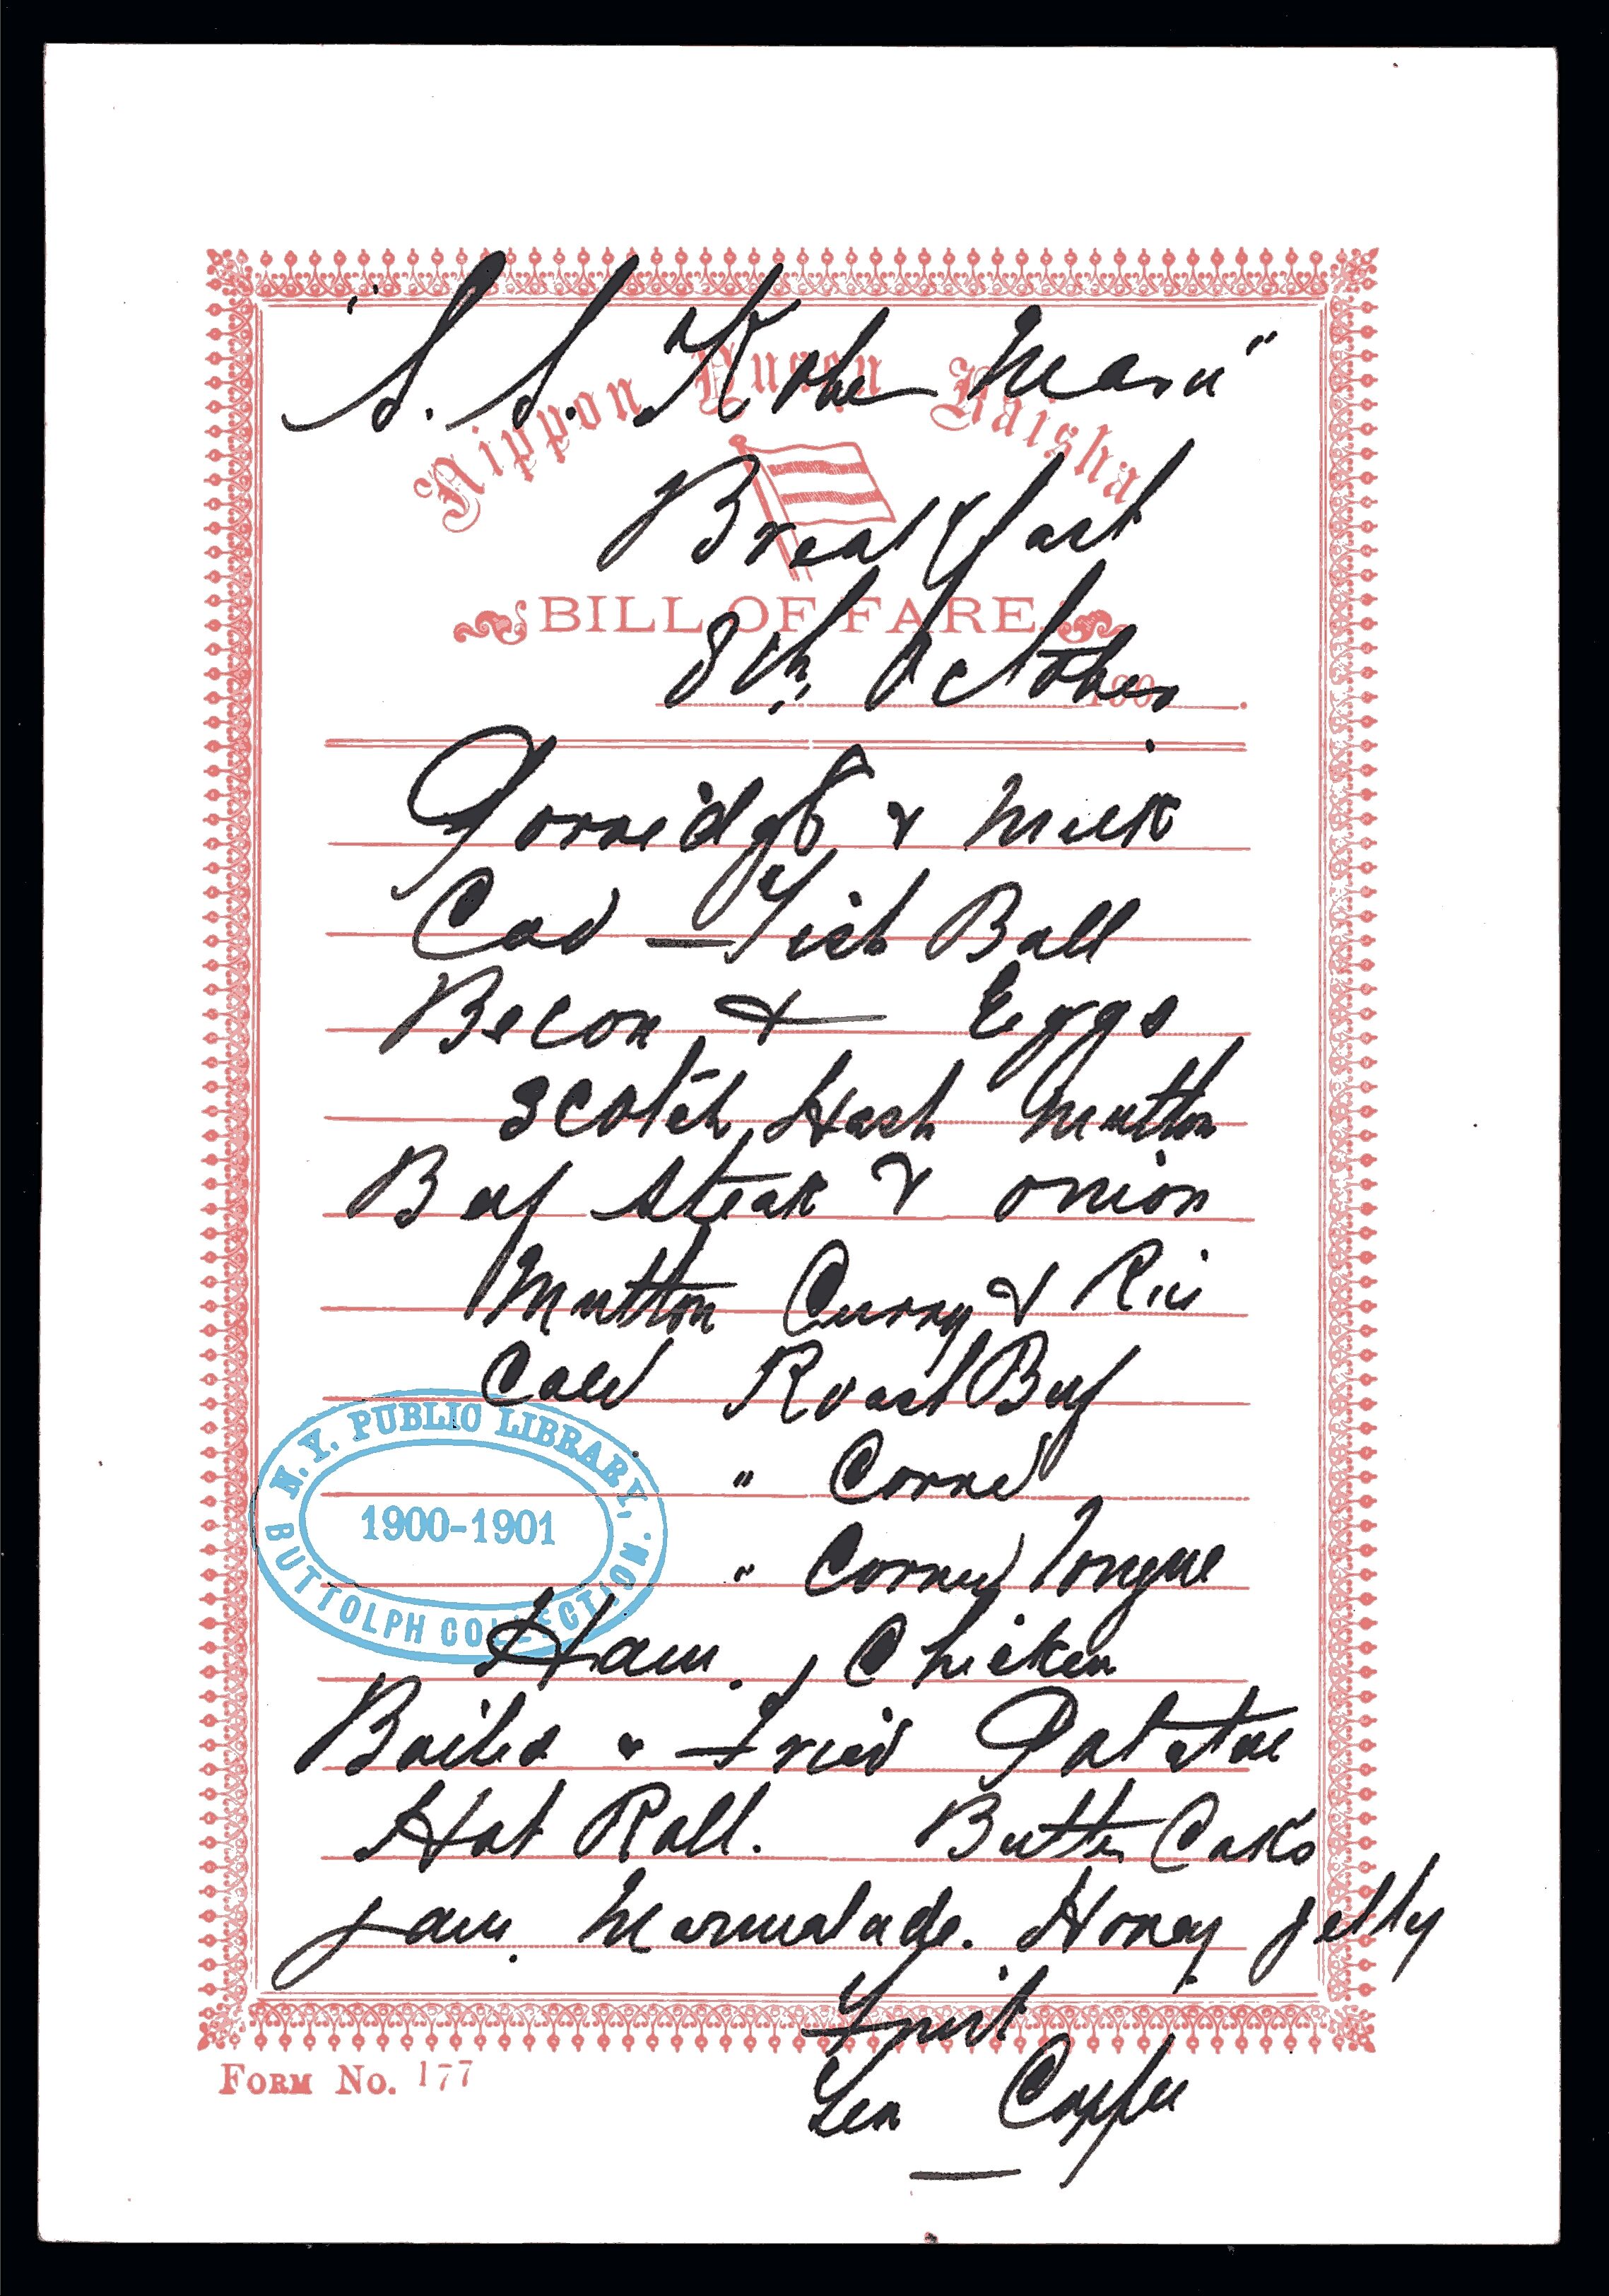 "S. S. Kobe Maru"
Nippon Yusen Kaisha
Breakfast
BILL OF FARE
8th October
190
Porridge & Milk
Cod-Fish Ball
Becon & Eggs
Scotch Hash Mutton
Beef steak & onion
Mutton Curry & Rice
Cold Roast Beef
" Corned
" Corned Tongue
Ham. Chicken
Boiled & Fried Potatoe
Hot Roll. Butter Cakes
Jam. Marmalade. Honey Jelly
Fruit
Tea Coffee
N.Y. PUBLIC LIBRARY,
1900-1901
BUTTOLPH COLLECTION.
FORM NO. 177